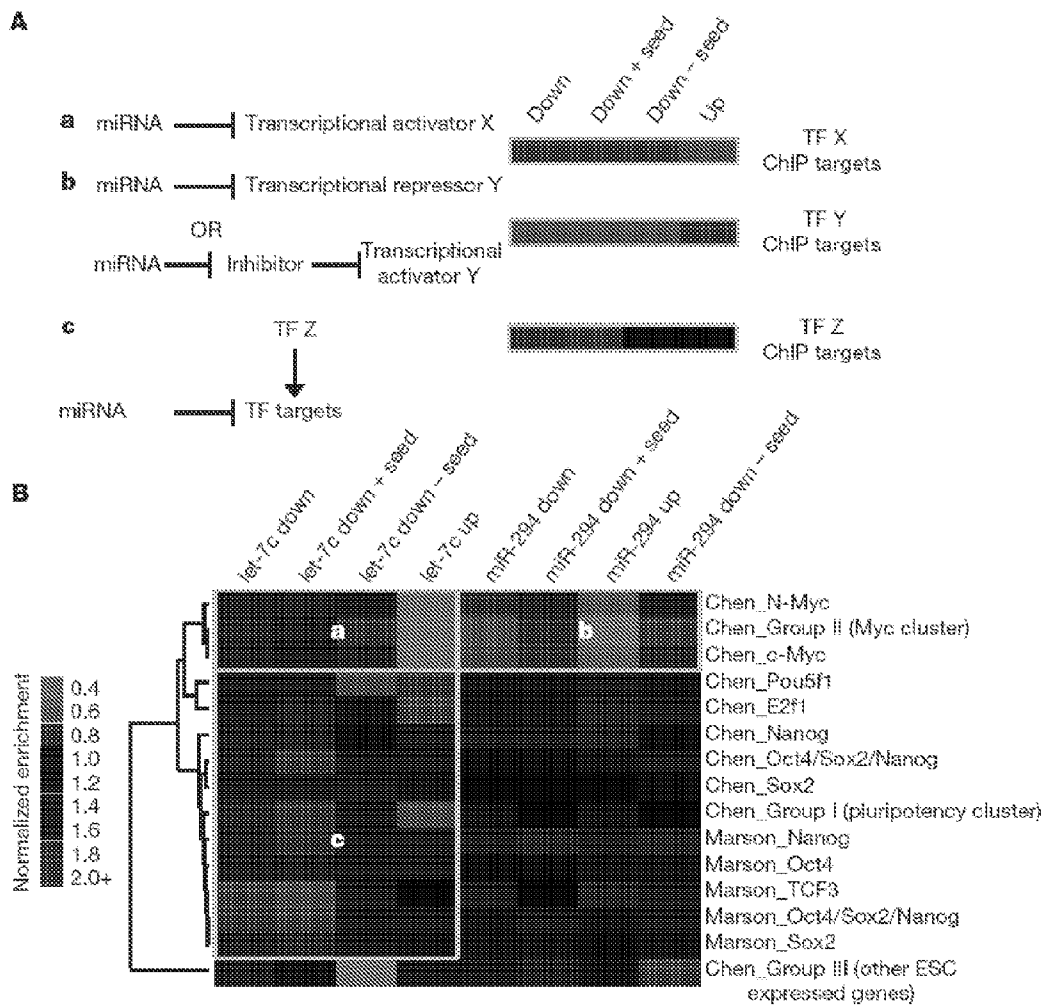 A
Down
Down + seed
Down – seed
Up
a miRNA Transcriptional activator X
TF X
ChIP targets
b miRNA Transcriptional repressor Y
OR
miRNA Inhibitor Transcriptional
activator Y
TF Y
ChIP targets
c
TF Z
miRNA TF targets
TF Z
ChIP targets
B
let-7c down
let-7c down + seed
let-7c down – seed
let-7c up
miR-294 down
miR-294 down + seed
miR-294 up
miR-294 down – seed
a
b
c
Chen_N-Myc
Chen_Group II (Myc cluster)
Chen_c-Myc
Chen_Pou5f1
Chen_E2f1
Chen_Nanog
Chen_Oct4/Sox2/Nanog
Chen_Sox2
Chen_Group I (pluripotency cluster)
Marson_Nanog
Marson_Oct4
Marson_TCF3
Marson_Oct4/Sox2/Nanog
Marson_Sox2
Chen_Group III (other ESC
expressed genes)
Normalized enrichment
0.4
0.6
0.8
1.0
1.2
1.4
1.6
1.8
2.0+